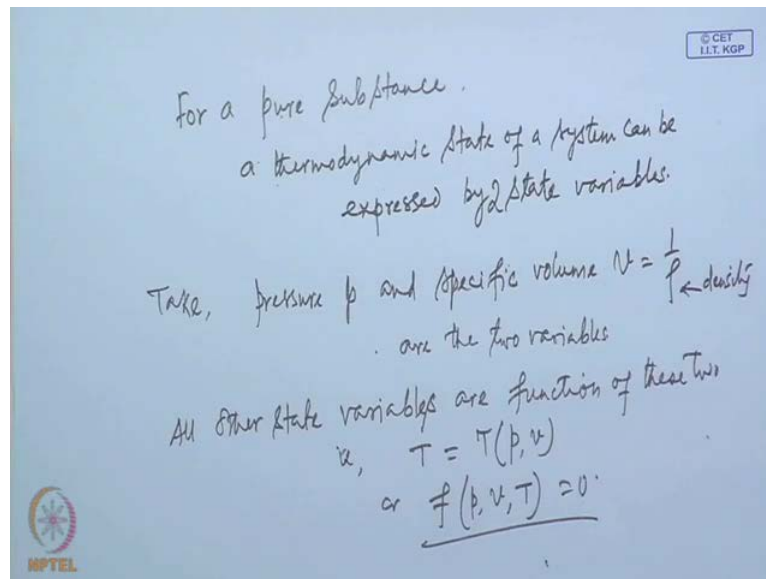 © CET
I.I.T. KGP
For a pure substance.
a thermodynamic state of a system can be
expressed by 2 state variables.
Take, pressure p and specific volume v = 1/ρ ← density
are the two variables
All other state variables are function of these two
ie, T = T(p, v)
or f(p, v, T) = 0.
NPTEL